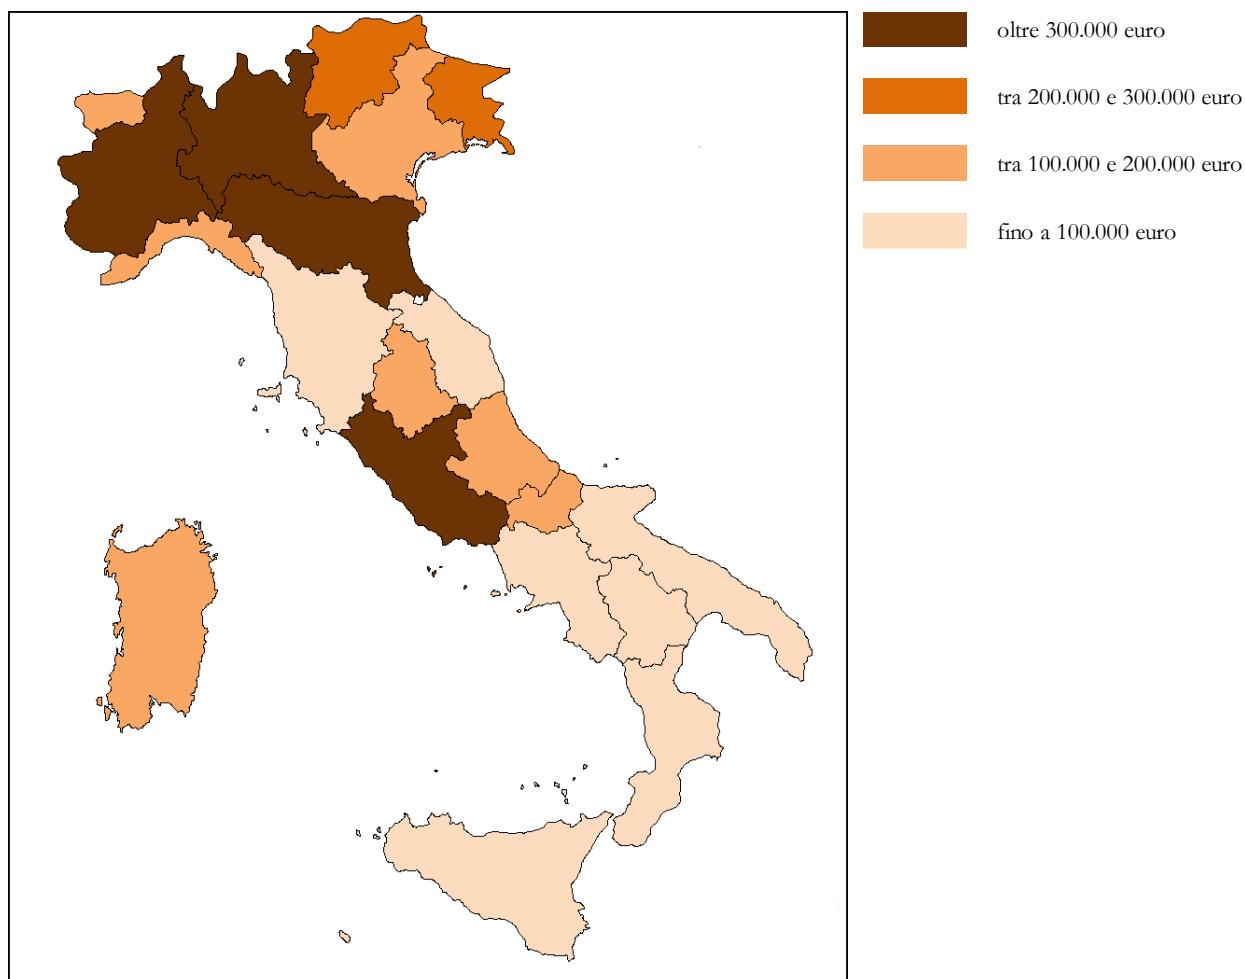 oltre 300.000 euro
tra 200.000 e 300.000 euro
tra 100.000 e 200.000 euro
fino a 100.000 euro